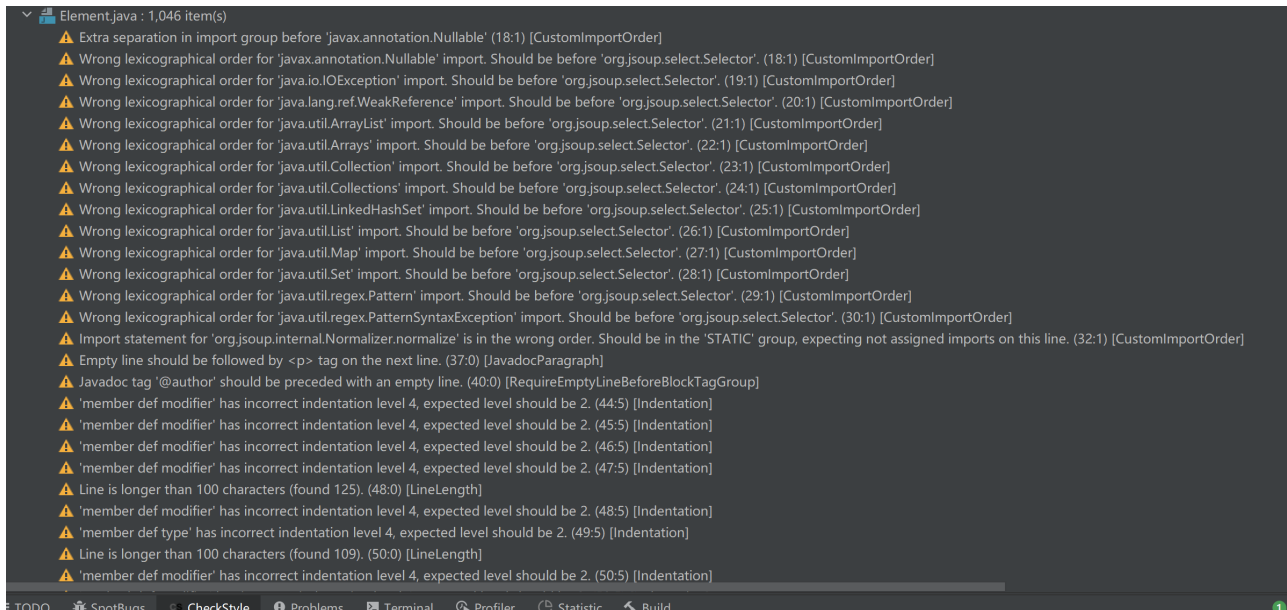 Element.java : 1,046 item(s)
Extra separation in import group before 'javax.annotation.Nullable' (18:1) [CustomImportOrder]
Wrong lexicographical order for 'javax.annotation.Nullable' import. Should be before 'org.jsoup.select.Selector'. (18:1) [CustomImportOrder]
Wrong lexicographical order for 'java.io.IOException' import. Should be before 'org.jsoup.select.Selector'. (19:1) [CustomImportOrder]
Wrong lexicographical order for 'java.lang.ref.WeakReference' import. Should be before 'org.jsoup.select.Selector'. (20:1) [CustomImportOrder]
Wrong lexicographical order for 'java.util.ArrayList' import. Should be before 'org.jsoup.select.Selector'. (21:1) [CustomImportOrder]
Wrong lexicographical order for 'java.util.Arrays' import. Should be before 'org.jsoup.select.Selector'. (22:1) [CustomImportOrder]
Wrong lexicographical order for 'java.util.Collection' import. Should be before 'org.jsoup.select.Selector'. (23:1) [CustomImportOrder]
Wrong lexicographical order for 'java.util.Collections' import. Should be before 'org.jsoup.select.Selector'. (24:1) [CustomImportOrder]
Wrong lexicographical order for 'java.util.LinkedHashSet' import. Should be before 'org.jsoup.select.Selector'. (25:1) [CustomImportOrder]
Wrong lexicographical order for 'java.util.List' import. Should be before 'org.jsoup.select.Selector'. (26:1) [CustomImportOrder]
Wrong lexicographical order for 'java.util.Map' import. Should be before 'org.jsoup.select.Selector'. (27:1) [CustomImportOrder]
Wrong lexicographical order for 'java.util.Set' import. Should be before 'org.jsoup.select.Selector'. (28:1) [CustomImportOrder]
Wrong lexicographical order for 'java.util.regex.Pattern' import. Should be before 'org.jsoup.select.Selector'. (29:1) [CustomImportOrder]
Wrong lexicographical order for 'java.util.regex.PatternSyntaxException' import. Should be before 'org.jsoup.select.Selector'. (30:1) [CustomImportOrder]
Import statement for 'org.jsoup.internal.Normalizer.normalize' is in the wrong order. Should be in the 'STATIC' group, expecting not assigned imports on this line. (32:1) [CustomImportOrder]
Empty line should be followed by <p> tag on the next line. (37:0) [JavadocParagraph]
Javadoc tag '@author' should be preceded with an empty line. (40:0) [RequireEmptyLineBeforeBlockTagGroup]
'member def modifier' has incorrect indentation level 4, expected level should be 2. (44:5) [Indentation]
'member def modifier' has incorrect indentation level 4, expected level should be 2. (45:5) [Indentation]
'member def modifier' has incorrect indentation level 4, expected level should be 2. (46:5) [Indentation]
'member def modifier' has incorrect indentation level 4, expected level should be 2. (47:5) [Indentation]
Line is longer than 100 characters (found 125). (48:0) [LineLength]
'member def modifier' has incorrect indentation level 4, expected level should be 2. (48:5) [Indentation]
'member def type' has incorrect indentation level 4, expected level should be 2. (49:5) [Indentation]
Line is longer than 100 characters (found 109). (50:0) [LineLength]
'member def modifier' has incorrect indentation level 4, expected level should be 2. (50:5) [Indentation]
TODO SpotBugs CheckStyle Problems Terminal Profiler Statistic Build 1